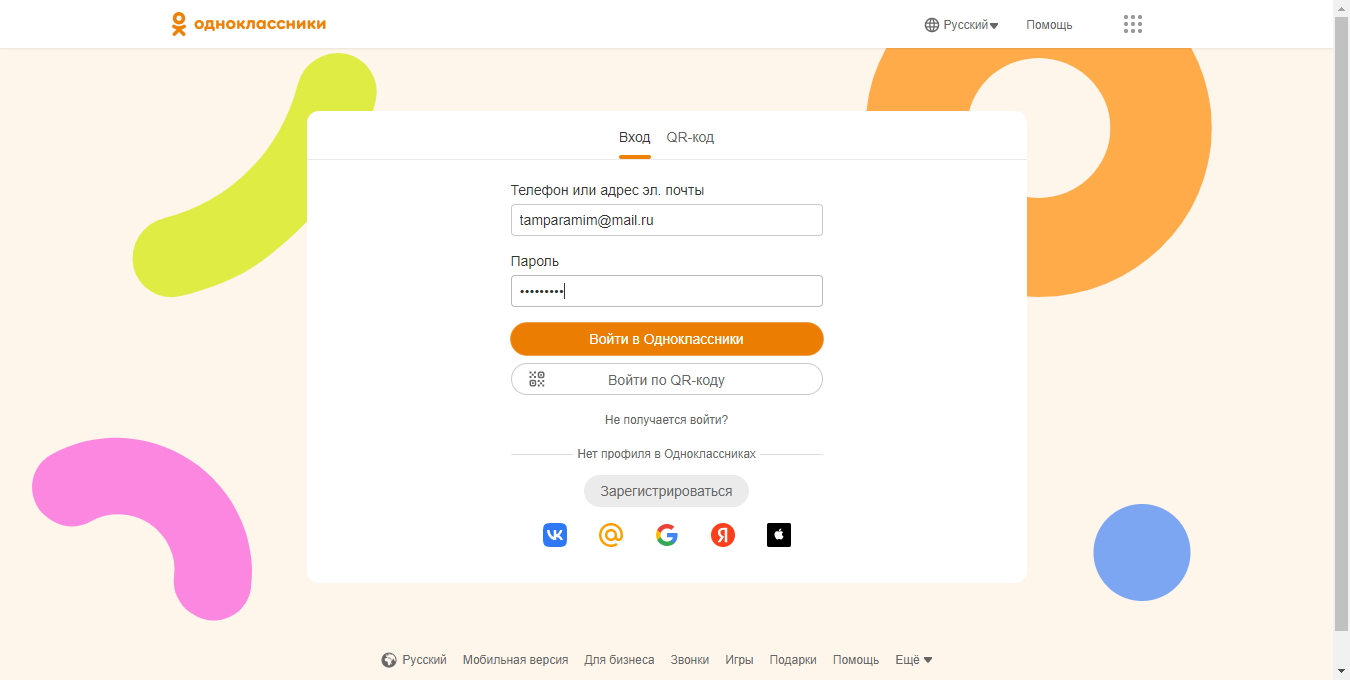 одноклассники
Русский
Помощь
Вход
QR-код
Телефон или адрес эл. почты
tamparamim@mail.ru
Пароль
•••••••••
Войти в Одноклассники
Войти по QR-коду
Не получается войти?
Нет профиля в Одноклассниках
Зарегистрироваться
Русский Мобильная версия Для бизнеса Звонки Игры Подарки Помощь Ещё